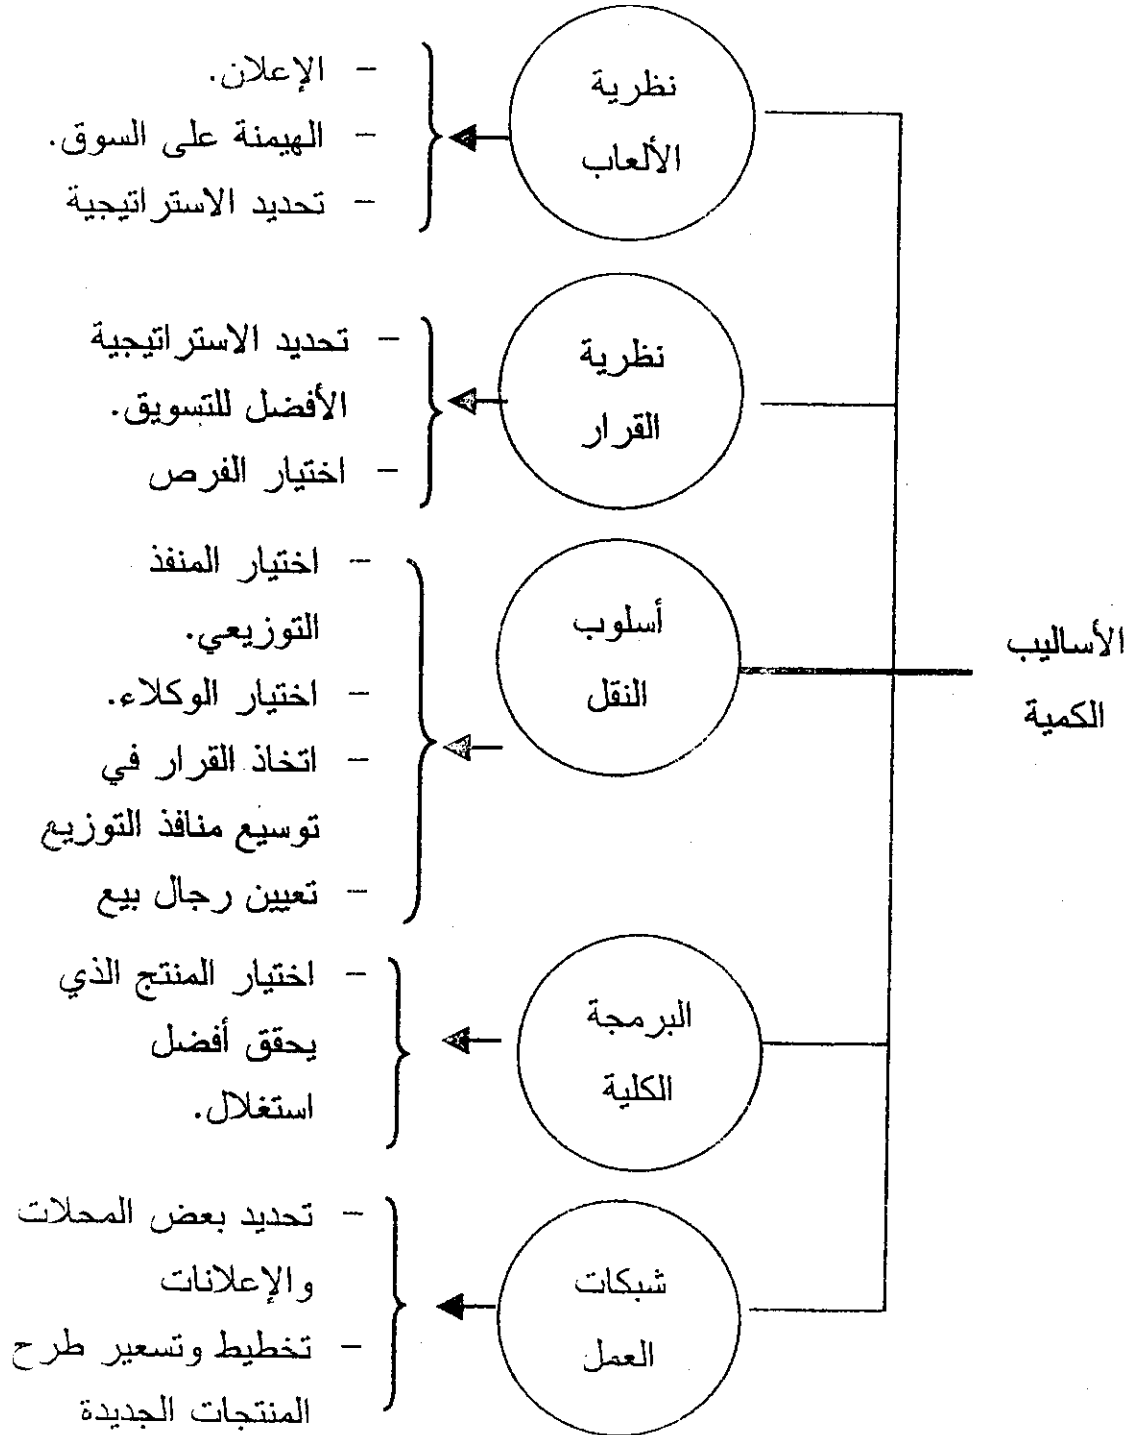 الأساليب
الكمية
نظرية
الألعاب
- الإعلان.
- الهيمنة على السوق.
- تحديد الاستراتيجية
نظرية
القرار
- تحديد الاستراتيجية
الأفضل للتسويق.
- اختيار الفرص
أسلوب
النقل
- اختيار المنفذ
التوزيعي.
- اختيار الوكلاء.
- اتخاذ القرار في
توسيع منافذ التوزيع
- تعيين رجال بيع
البرمجة
الكلية
- اختيار المنتج الذي
يحقق أفضل
استغلال.
شبكات
العمل
- تحديد بعض المحلات
والإعلانات
- تخطيط وتسعير طرح
المنتجات الجديدة